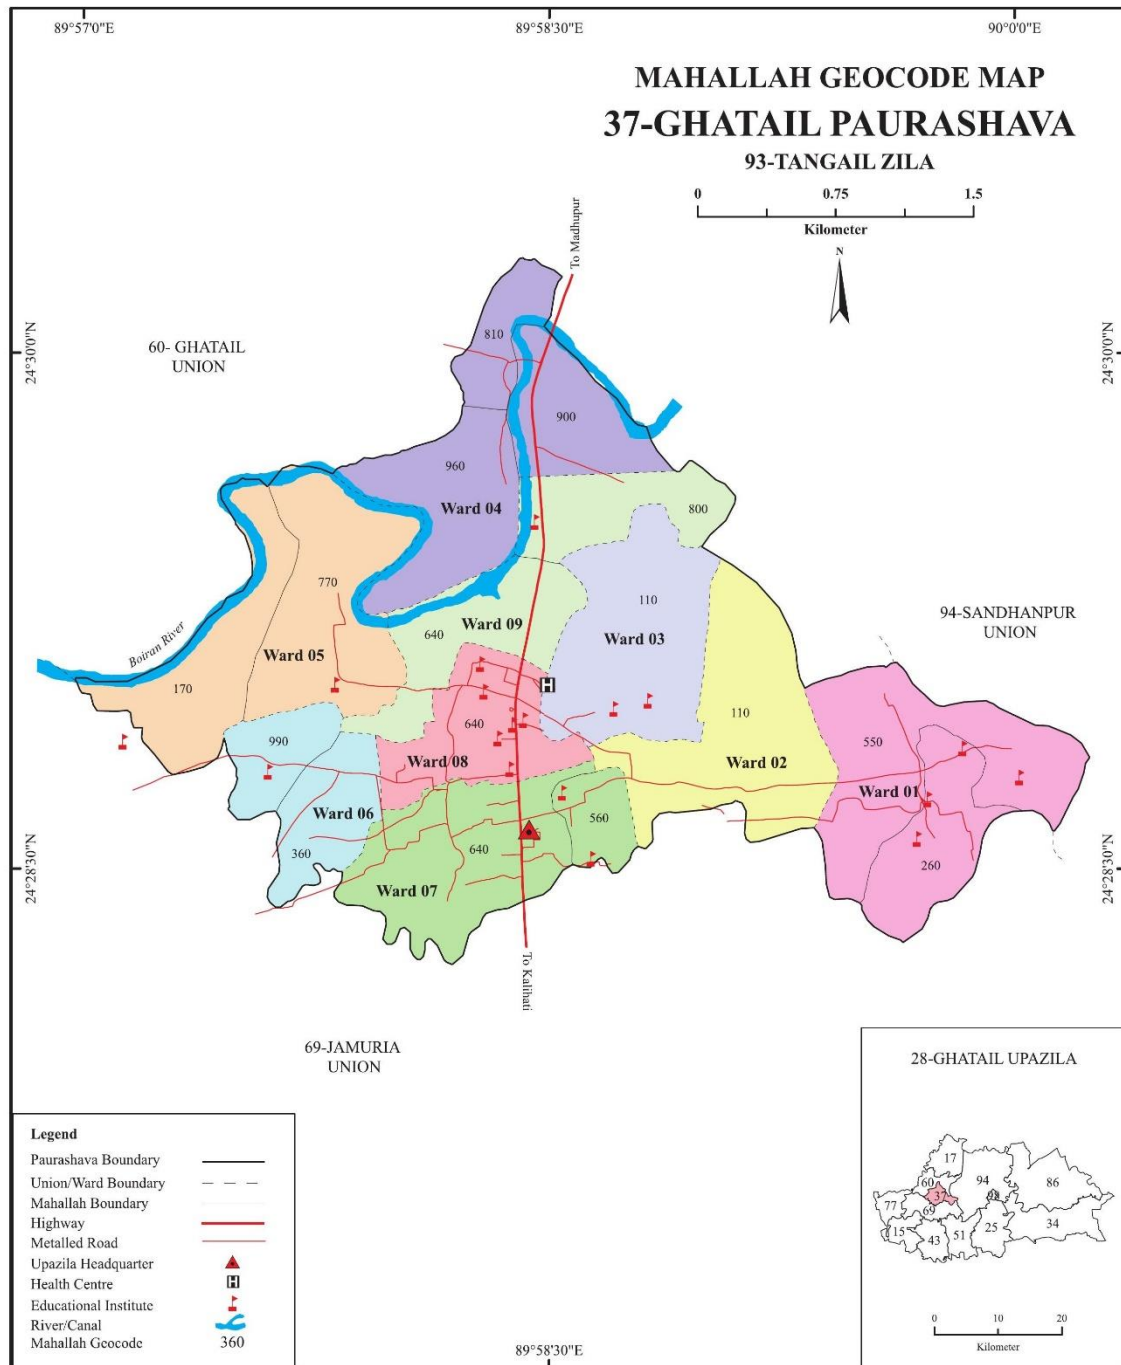 89°57'0"E
89°58'30"E
90°0'0"E
MAHALLAH GEOCODE MAP
37-GHATAIL PAURASHAVA
93-TANGAIL ZILA
0
0.75
1.5
Kilometer
N
To Madhupur
24°30'0"N
24°30'0"N
60- GHATAIL
UNION
810
900
960
Ward 04
800
770
110
94-SANDHANPUR
UNION
640
Ward 09
Ward 03
Boiran River
Ward 05
H
170
110
640
990
550
Ward 08
Ward 02
Ward 01
Ward 06
560
360
640
260
24°28'30"N
24°28'30"N
Ward 07
To Kalihati
69-JAMURIA
UNION
28-GHATAIL UPAZILA
17
60
94
86
37
98
77
69
15
43
51
25
34
0
10
20
Kilometer
Legend
Paurashava Boundary
Union/Ward Boundary
Mahallah Boundary
Highway
Metalled Road
Upazila Headquarter
Health Centre H
Educational Institute
River/Canal
Mahallah Geocode 360
89°58'30"E